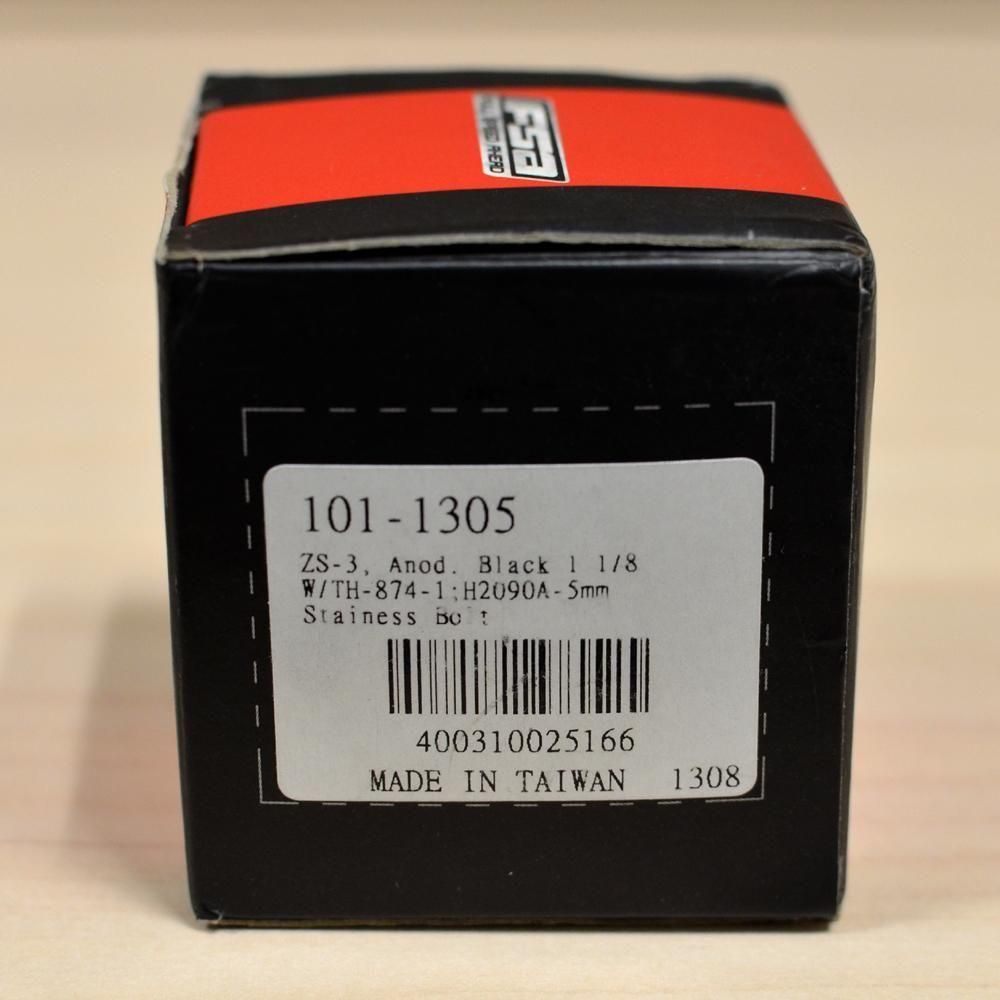 FSA
FULL SPEED AHEAD
101-1305
ZS-3, Anod. Black 1 1/8
W/TH-874-1;H2090A-5mm
Stainess Bolt
400310025166
MADE IN TAIWAN 1308